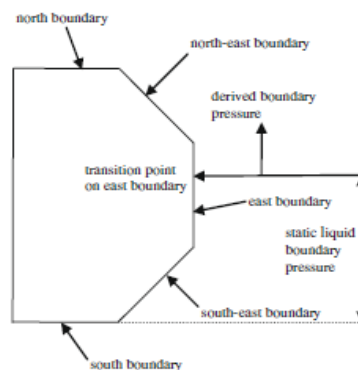 north boundary
north-east boundary
derived boundary
pressure
transition point
on east boundary
east boundary
static liquid
boundary
pressure
south-east boundary
south boundary